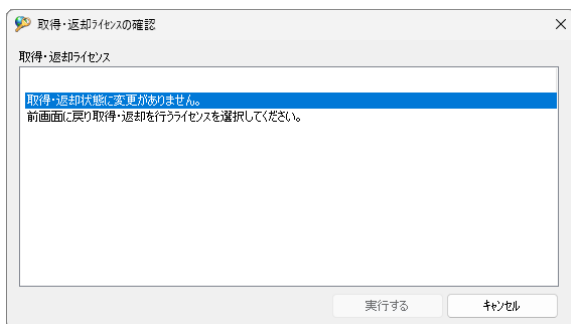 取得・返却ライセンスの確認
取得・返却ライセンス
取得・返却状態に変更がありません。
前画面に戻り取得・返却を行うライセンスを選択してください。
実行する
キャンセル